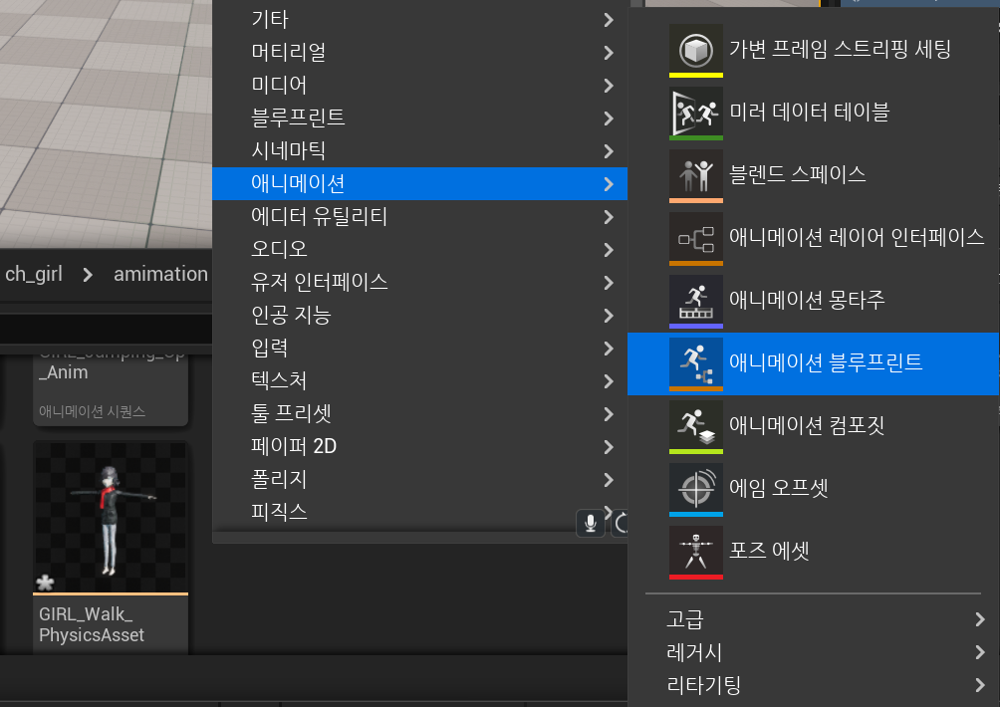 기타
머티리얼
미디어
블루프린트
시네마틱
애니메이션
에디터 유틸리티
오디오
유저 인터페이스
인공 지능
입력
텍스처
툴 프리셋
페이퍼 2D
폴리지
피직스
가변 프레임 스트리핑 세팅
미러 데이터 테이블
블렌드 스페이스
애니메이션 레이어 인터페이스
애니메이션 몽타주
애니메이션 블루프린트
애니메이션 컴포짓
에임 오프셋
포즈 에셋
고급
레거시
리타기팅
ch_girl
amimation
GIRL_Jumping_Up
_Anim
애니메이션 시퀀스
GIRL_Walk_
PhysicsAsset